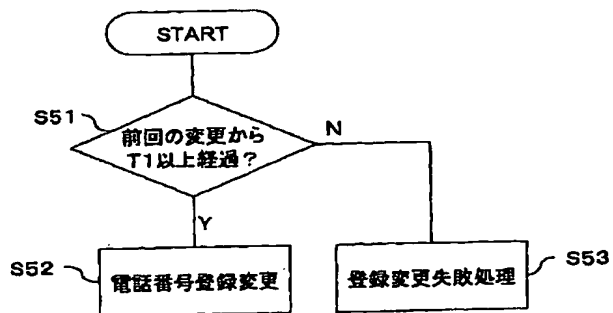 START
S51
前回の変更から
T1以上経過?
N
Y
S52
電話番号登録変更
登録変更失敗処理
S53